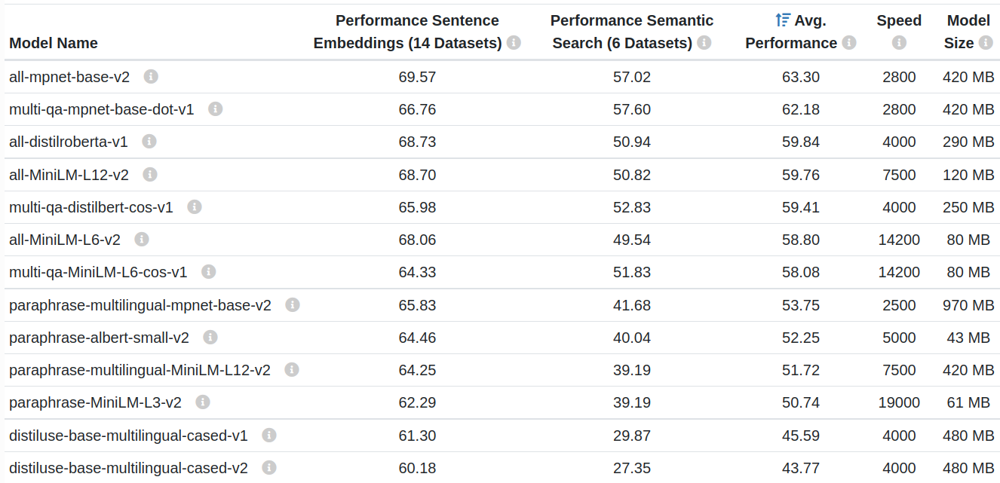 Model Name Performance Sentence Embeddings (14 Datasets) Performance Semantic Search (6 Datasets) Avg. Performance Speed Model Size
all-mpnet-base-v2 69.57 57.02 63.30 2800 420 MB
multi-qa-mpnet-base-dot-v1 66.76 57.60 62.18 2800 420 MB
all-distilroberta-v1 68.73 50.94 59.84 4000 290 MB
all-MiniLM-L12-v2 68.70 50.82 59.76 7500 120 MB
multi-qa-distilbert-cos-v1 65.98 52.83 59.41 4000 250 MB
all-MiniLM-L6-v2 68.06 49.54 58.80 14200 80 MB
multi-qa-MiniLM-L6-cos-v1 64.33 51.83 58.08 14200 80 MB
paraphrase-multilingual-mpnet-base-v2 65.83 41.68 53.75 2500 970 MB
paraphrase-albert-small-v2 64.46 40.04 52.25 5000 43 MB
paraphrase-multilingual-MiniLM-L12-v2 64.25 39.19 51.72 7500 420 MB
paraphrase-MiniLM-L3-v2 62.29 39.19 50.74 19000 61 MB
distiluse-base-multilingual-cased-v1 61.30 29.87 45.59 4000 480 MB
distiluse-base-multilingual-cased-v2 60.18 27.35 43.77 4000 480 MB